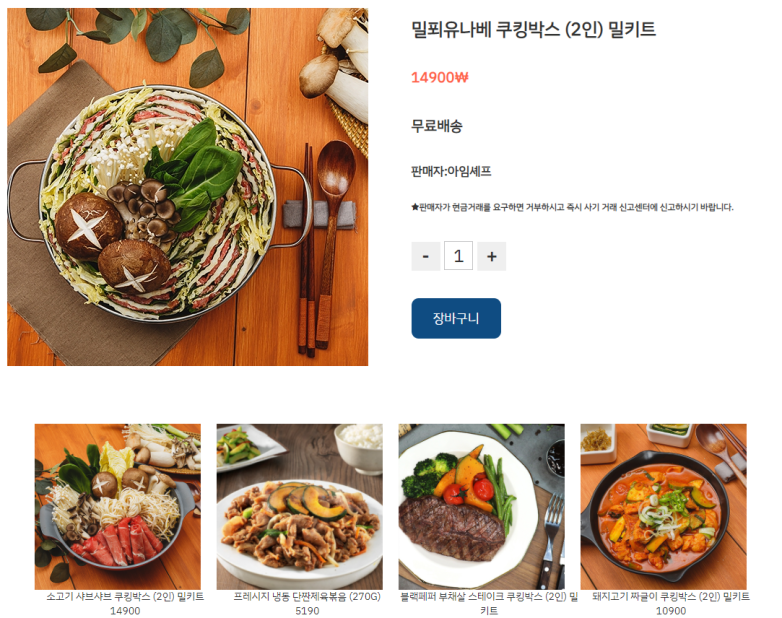 밀푀유나베 쿠킹박스 (2인) 밀키트
14900₩
무료배송
판매자:아임셰프
★판매자가 현금거래를 요구하면 거부하시고 즉시 사기 거래 신고센터에 신고하시기 바랍니다.
- 1 +
장바구니
소고기 샤브샤브 쿠킹박스 (2인) 밀키트
14900
프레시지 냉동 단짠제육볶음 (270G)
5190
블랙페퍼 부채살 스테이크 쿠킹박스 (2인) 밀
키트
돼지고기 짜글이 쿠킹박스 (2인) 밀키트
10900